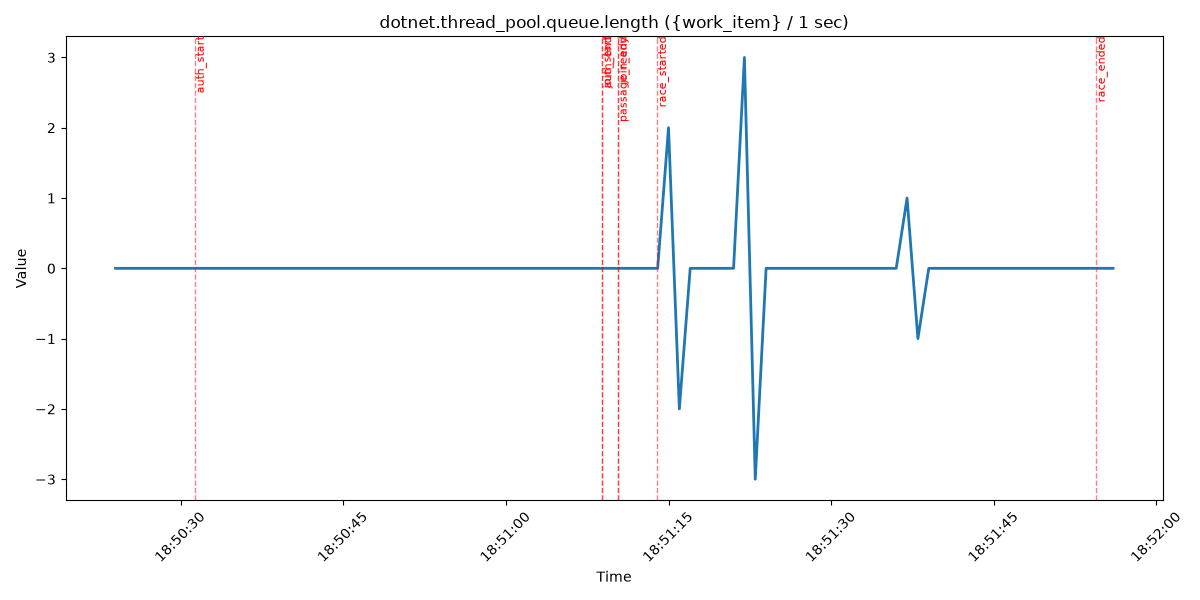 dotnet.thread_pool.queue.length ({work_item} / 1 sec)
auth_start
race_started
race_ended
3
2
1
0
−1
−2
−3
Value
18:50:30
18:50:45
18:51:00
18:51:15
18:51:30
18:51:45
18:52:00
Time